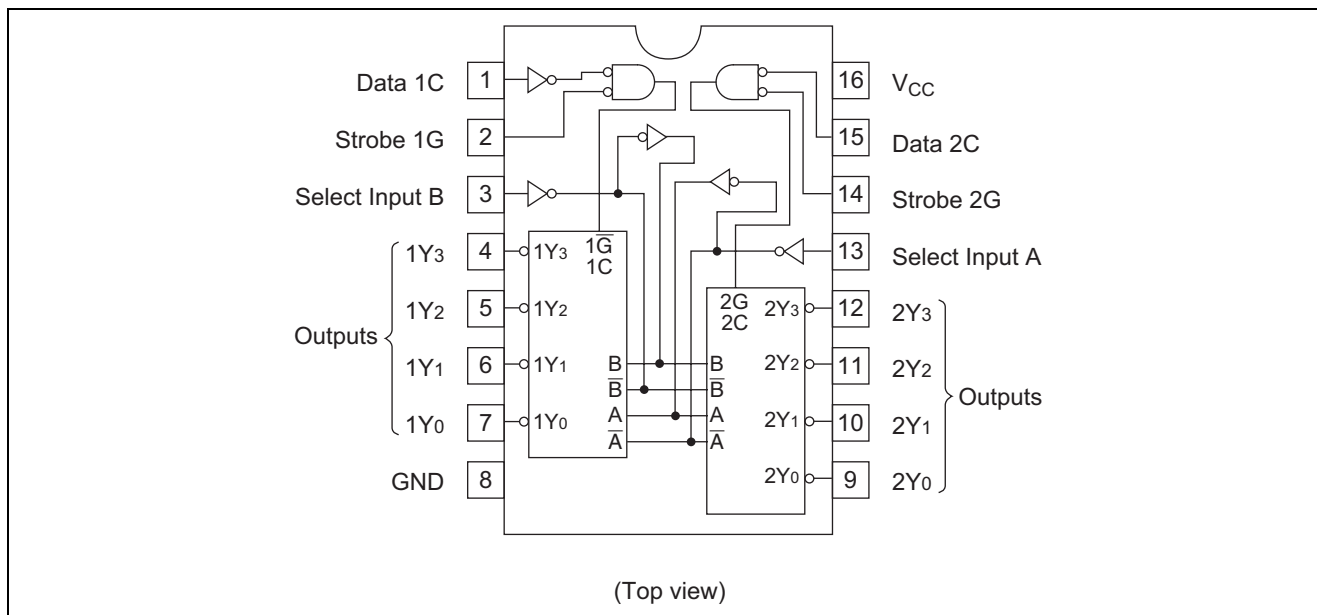 Data 1C 1
Strobe 1G 2
Select Input B 3
1Y3 4 1Y3
1Y2 5 1Y2
Outputs
1Y1 6 1Y1
1Y0 7 1Y0
GND 8
1G̅
1C
B
B̅
A
A̅
2G
2C
B
B̅
A
A̅
16 VCC
15 Data 2C
14 Strobe 2G
13 Select Input A
2Y3 12 2Y3
2Y2 11 2Y2
Outputs
2Y1 10 2Y1
2Y0 9 2Y0
(Top view)